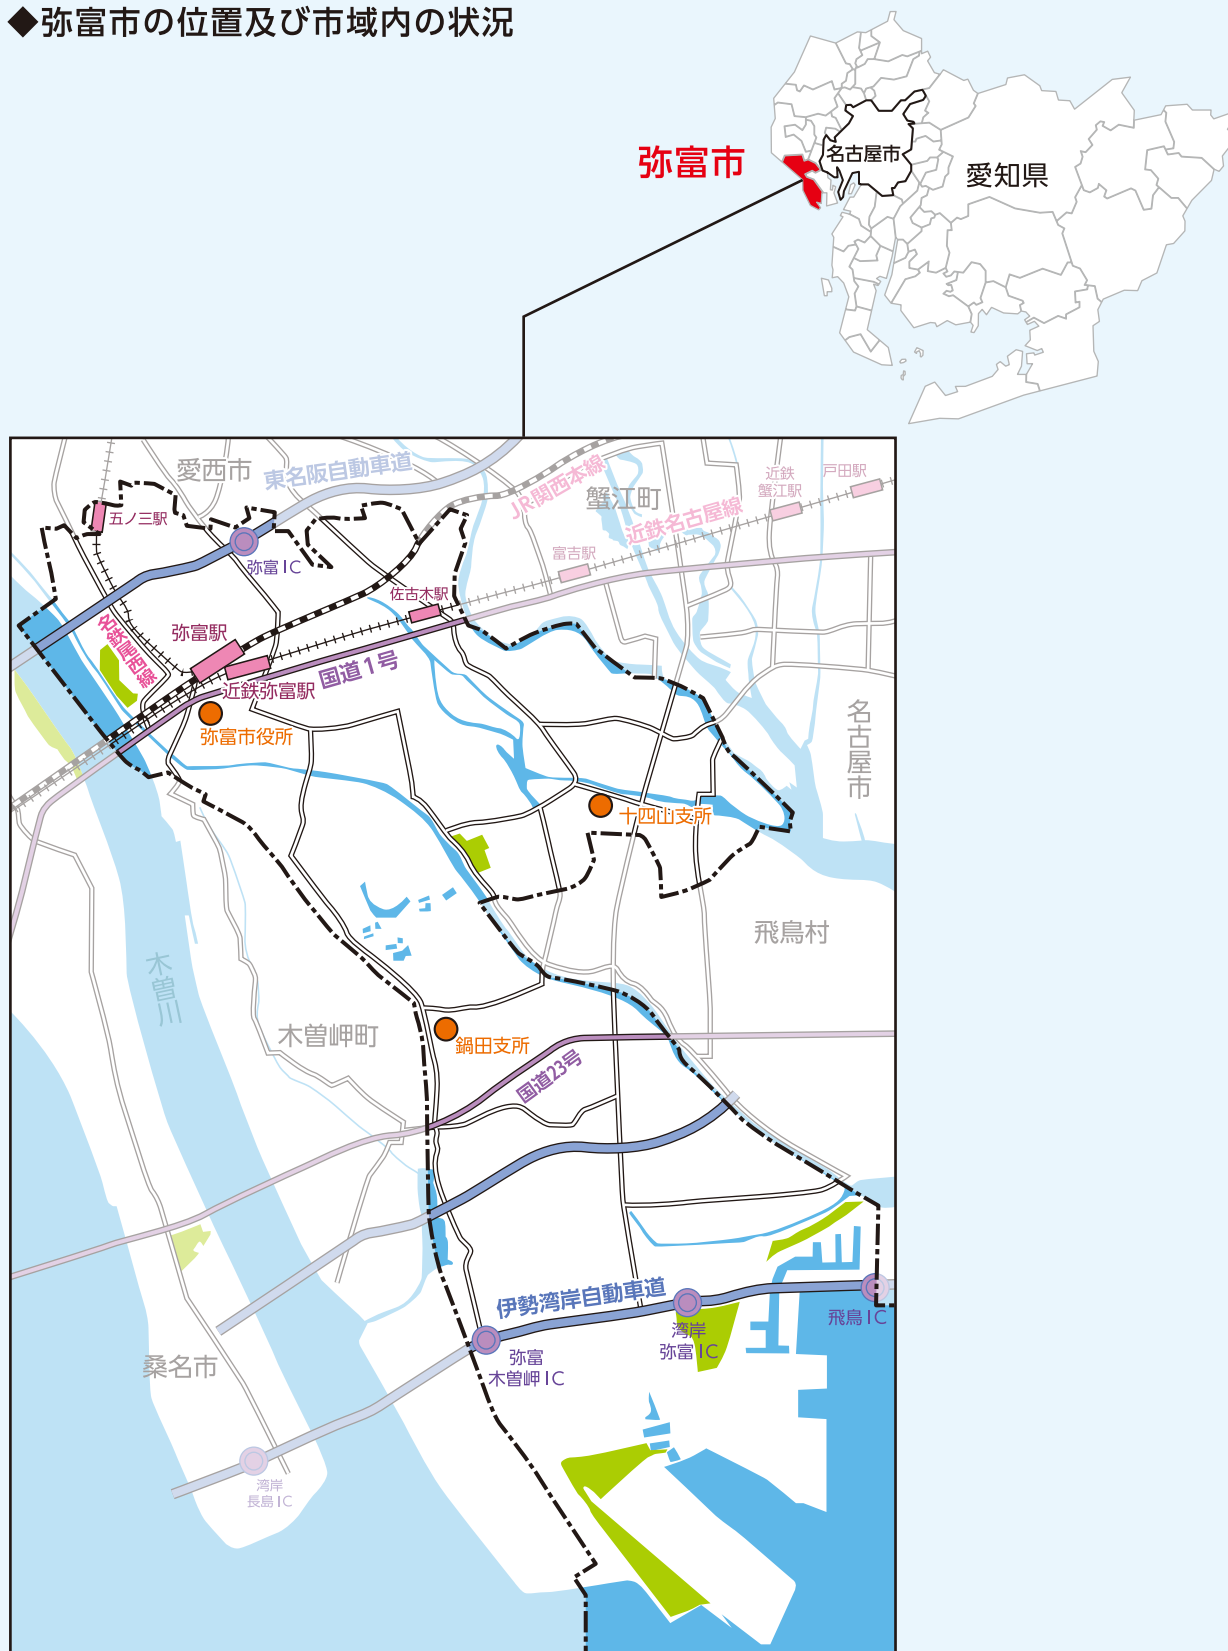 ◆弥富市の位置及び市域内の状況
弥富市
名古屋市
愛知県
愛西市
東名阪自動車道
JR関西本線
蟹江町
近鉄
蟹江駅
戸田駅
五ノ三駅
近鉄名古屋線
弥富IC
富吉駅
佐古木駅
名鉄尾西線
弥富駅
国道1号
近鉄弥富駅
弥富市役所
名古屋市
十四山支所
飛島村
木曽川
木曽岬町
鍋田支所
国道23号
伊勢湾岸自動車道
飛島IC
湾岸
弥富IC
弥富
木曽岬IC
桑名市
湾岸
長島IC